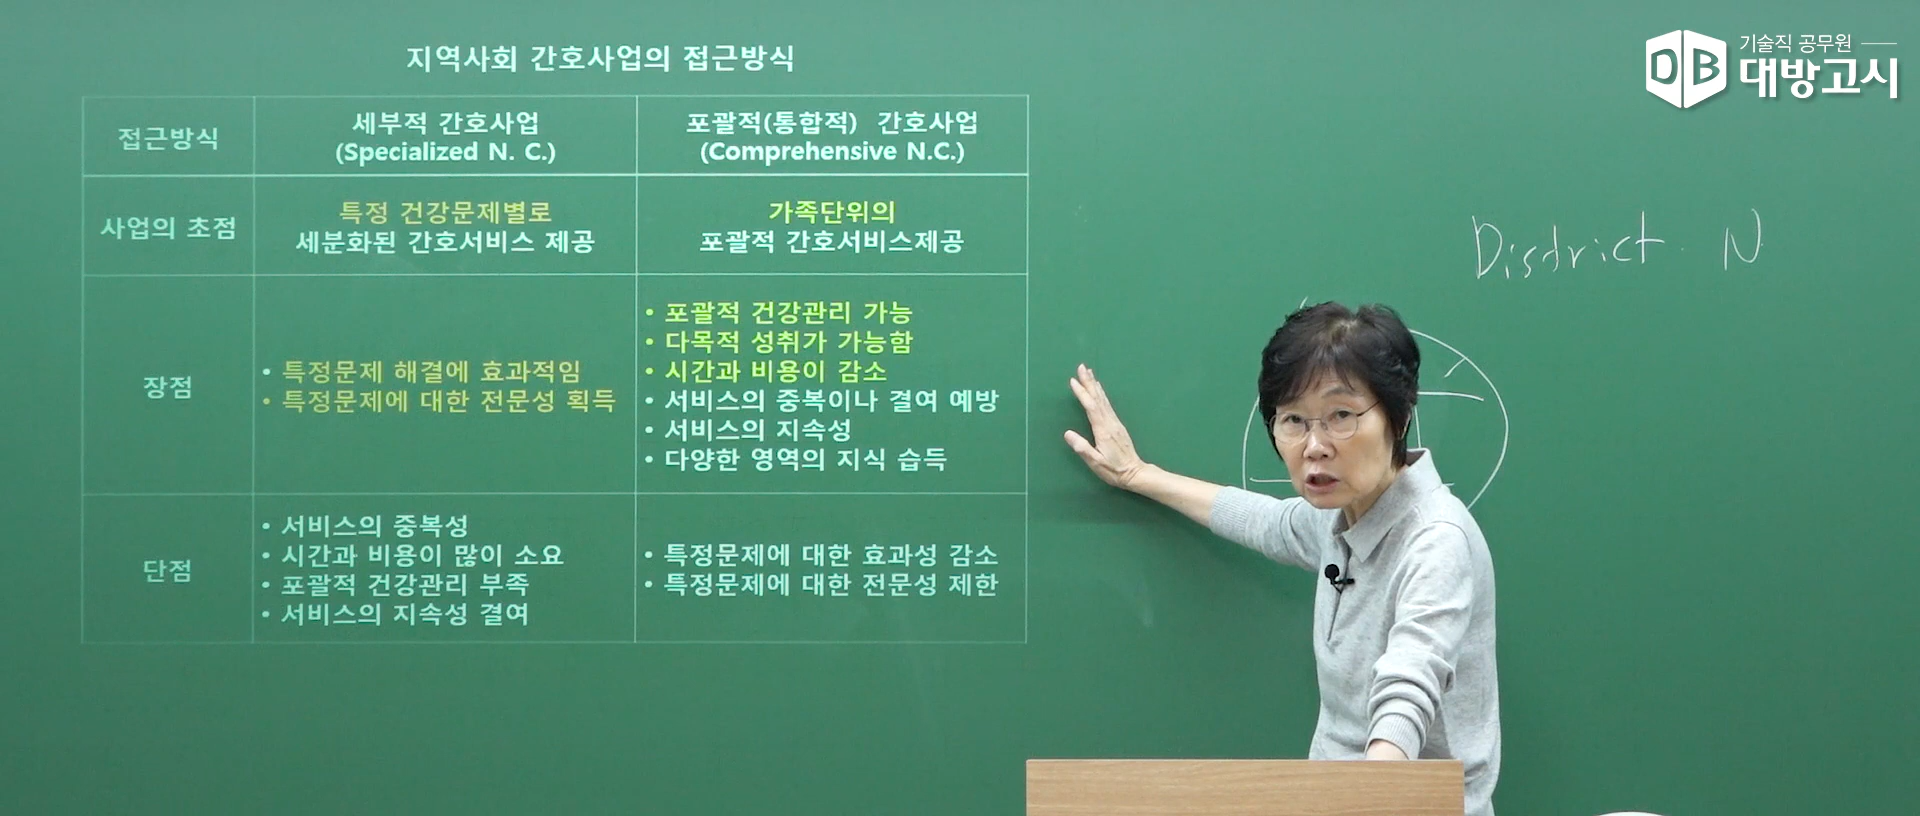 지역사회 간호사업의 접근방식
기술직 공무원
대방고시
DB
접근방식
세부적 간호사업
(Specialized N. C.)
포괄적(통합적) 간호사업
(Comprehensive N.C.)
사업의 초점
특정 건강문제별로
세분화된 간호서비스 제공
가족단위의
포괄적 간호서비스제공
장점
• 특정문제 해결에 효과적임
• 특정문제에 대한 전문성 획득
• 포괄적 건강관리 가능
• 다목적 성취가 가능함
• 시간과 비용이 감소
• 서비스의 중복이나 결여 예방
• 서비스의 지속성
• 다양한 영역의 지식 습득
단점
• 서비스의 중복성
• 시간과 비용이 많이 소요
• 포괄적 건강관리 부족
• 서비스의 지속성 결여
• 특정문제에 대한 효과성 감소
• 특정문제에 대한 전문성 제한
District. N